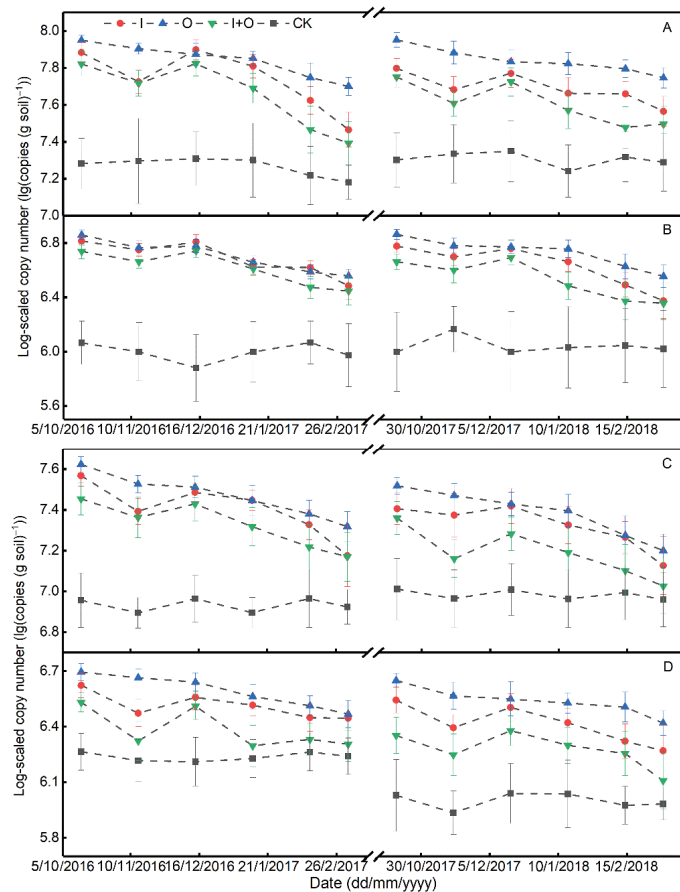 I O I+O CK
A
8.0
7.8
7.6
7.4
7.2
7.0
B
6.8
6.4
6.0
5.6
Log-scaled copy number (lg(copies (g soil)⁻¹))
5/10/2016 10/11/2016 16/12/2016 21/1/2017 26/2/2017 30/10/2017 5/12/2017 10/1/2018 15/2/2018
C
7.6
7.2
7.0
6.8
D
6.7
6.4
6.1
5.8
Log-scaled copy number (lg(copies (g soil)⁻¹))
5/10/2016 10/11/2016 16/12/2016 21/1/2017 26/2/2017 30/10/2017 5/12/2017 10/1/2018 15/2/2018
Date (dd/mm/yyyy)